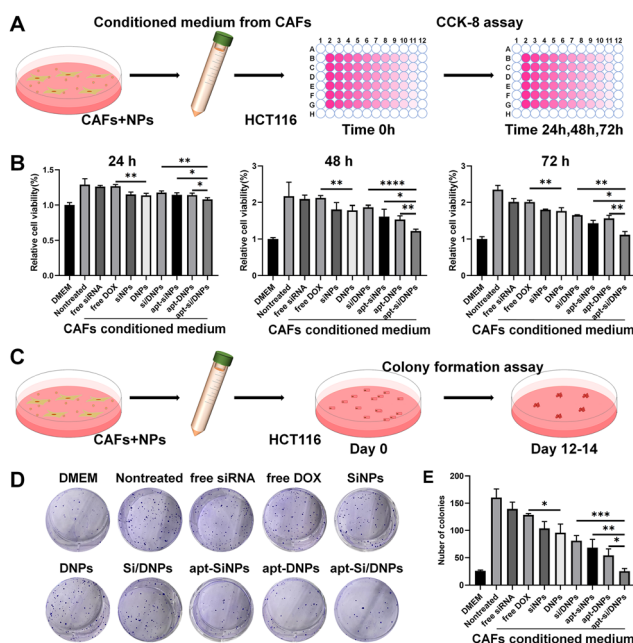 A
Conditioned medium from CAFs
CCK-8 assay
1 2 3 4 5 6 7 8 9 10 11 12
A
B
C
D
E
F
G
H
1 2 3 4 5 6 7 8 9 10 11 12
A
B
C
D
E
F
G
H
CAFs+NPs
HCT116
Time 0h
Time 24h,48h,72h
B
24 h
Relative cell viability(%)
2.0
1.5
1.0
0.5
0.0
**
**
*
*
DMEM
Nontreated
free siRNA
free DOX
siNPs
DNPs
si/DNPs
apt-siNPs
apt-DNPs
apt-si/DNPs
CAFs conditioned medium
48 h
Relative cell viability(%)
3
2
1
0
**
****
*
**
DMEM
Nontreated
free siRNA
free DOX
siNPs
DNPs
si/DNPs
apt-siNPs
apt-DNPs
apt-si/DNPs
CAFs conditioned medium
72 h
Relative cell viability(%)
3
2
1
0
**
**
*
**
DMEM
Nontreated
free siRNA
free DOX
siNPs
DNPs
si/DNPs
apt-siNPs
apt-DNPs
apt-si/DNPs
CAFs conditioned medium
C
Colony formation assay
CAFs+NPs
HCT116
Day 0
Day 12-14
D
DMEM Nontreated free siRNA free DOX SiNPs
DNPs Si/DNPs apt-SiNPs apt-DNPs apt-Si/DNPs
E
Nuber of colonies
200
150
100
50
0
*
***
**
*
DMEM
Nontreated
free siRNA
free DOX
siNPs
DNPs
si/DNPs
apt-siNPs
apt-DNPs
apt-si/DNPs
CAFs conditioned medium